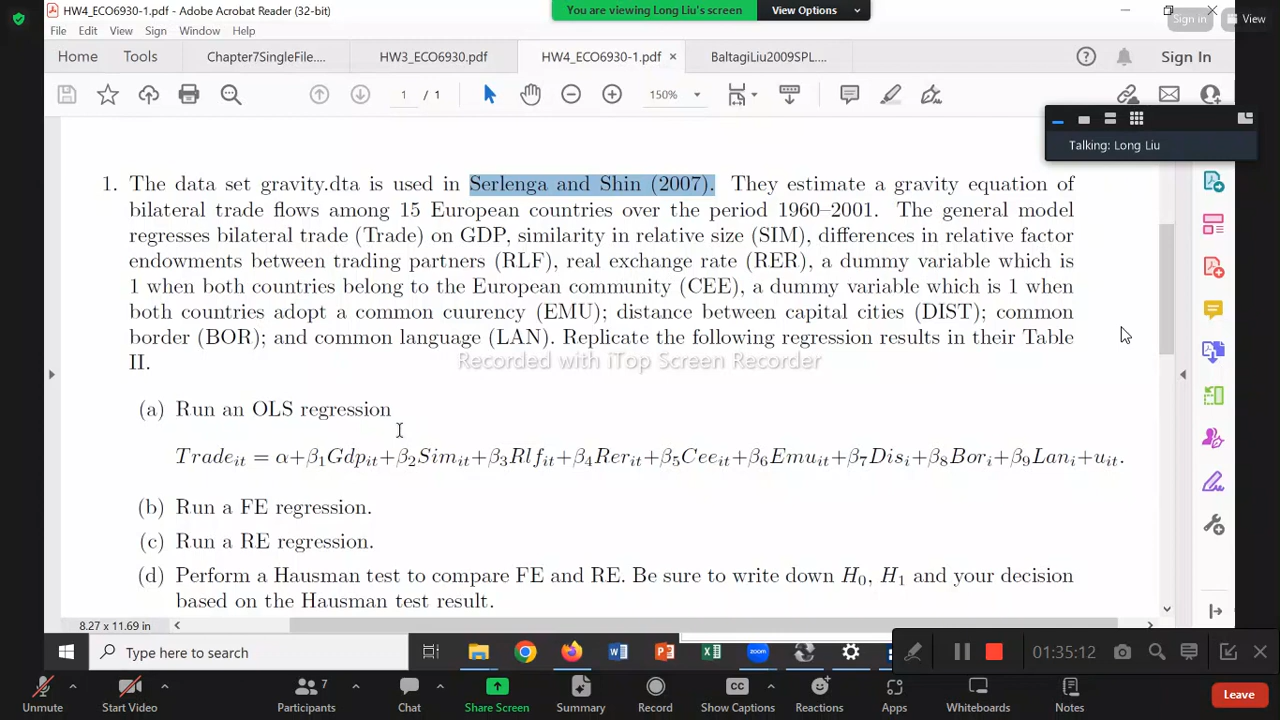 HW4_ECO6930-1.pdf - Adobe Acrobat Reader (32-bit)
You are viewing Long Liu's screen
View Options
Sign in
View
File Edit View Sign Window Help
Home Tools Chapter7SingleFile.... HW3_ECO6930.pdf HW4_ECO6930-1.pdf × BaltagiLiu2009SPL.... Sign In
1 / 1 150%
Talking: Long Liu
1. The data set gravity.dta is used in Serlenga and Shin (2007). They estimate a gravity equation of
bilateral trade flows among 15 European countries over the period 1960–2001. The general model
regresses bilateral trade (Trade) on GDP, similarity in relative size (SIM), differences in relative factor
endowments between trading partners (RLF), real exchange rate (RER), a dummy variable which is
1 when both countries belong to the European community (CEE), a dummy variable which is 1 when
both countries adopt a common cuurency (EMU); distance between capital cities (DIST); common
border (BOR); and common language (LAN). Replicate the following regression results in their Table
II.
Recorded with iTop Screen Recorder
(a) Run an OLS regression
Trade_it = α+β₁Gdp_it+β₂Sim_it+β₃Rlf_it+β₄Rer_it+β₅Cee_it+β₆Emu_it+β₇Dis_i+β₈Bor_i+β₉Lan_i+u_it.
(b) Run a FE regression.
(c) Run a RE regression.
(d) Perform a Hausman test to compare FE and RE. Be sure to write down H₀, H₁ and your decision
based on the Hausman test result.
8.27 x 11.69 in
Type here to search
01:35:12
Unmute Start Video Participants 7 Chat Share Screen Summary Record Show Captions Reactions Apps Whiteboards Notes Leave